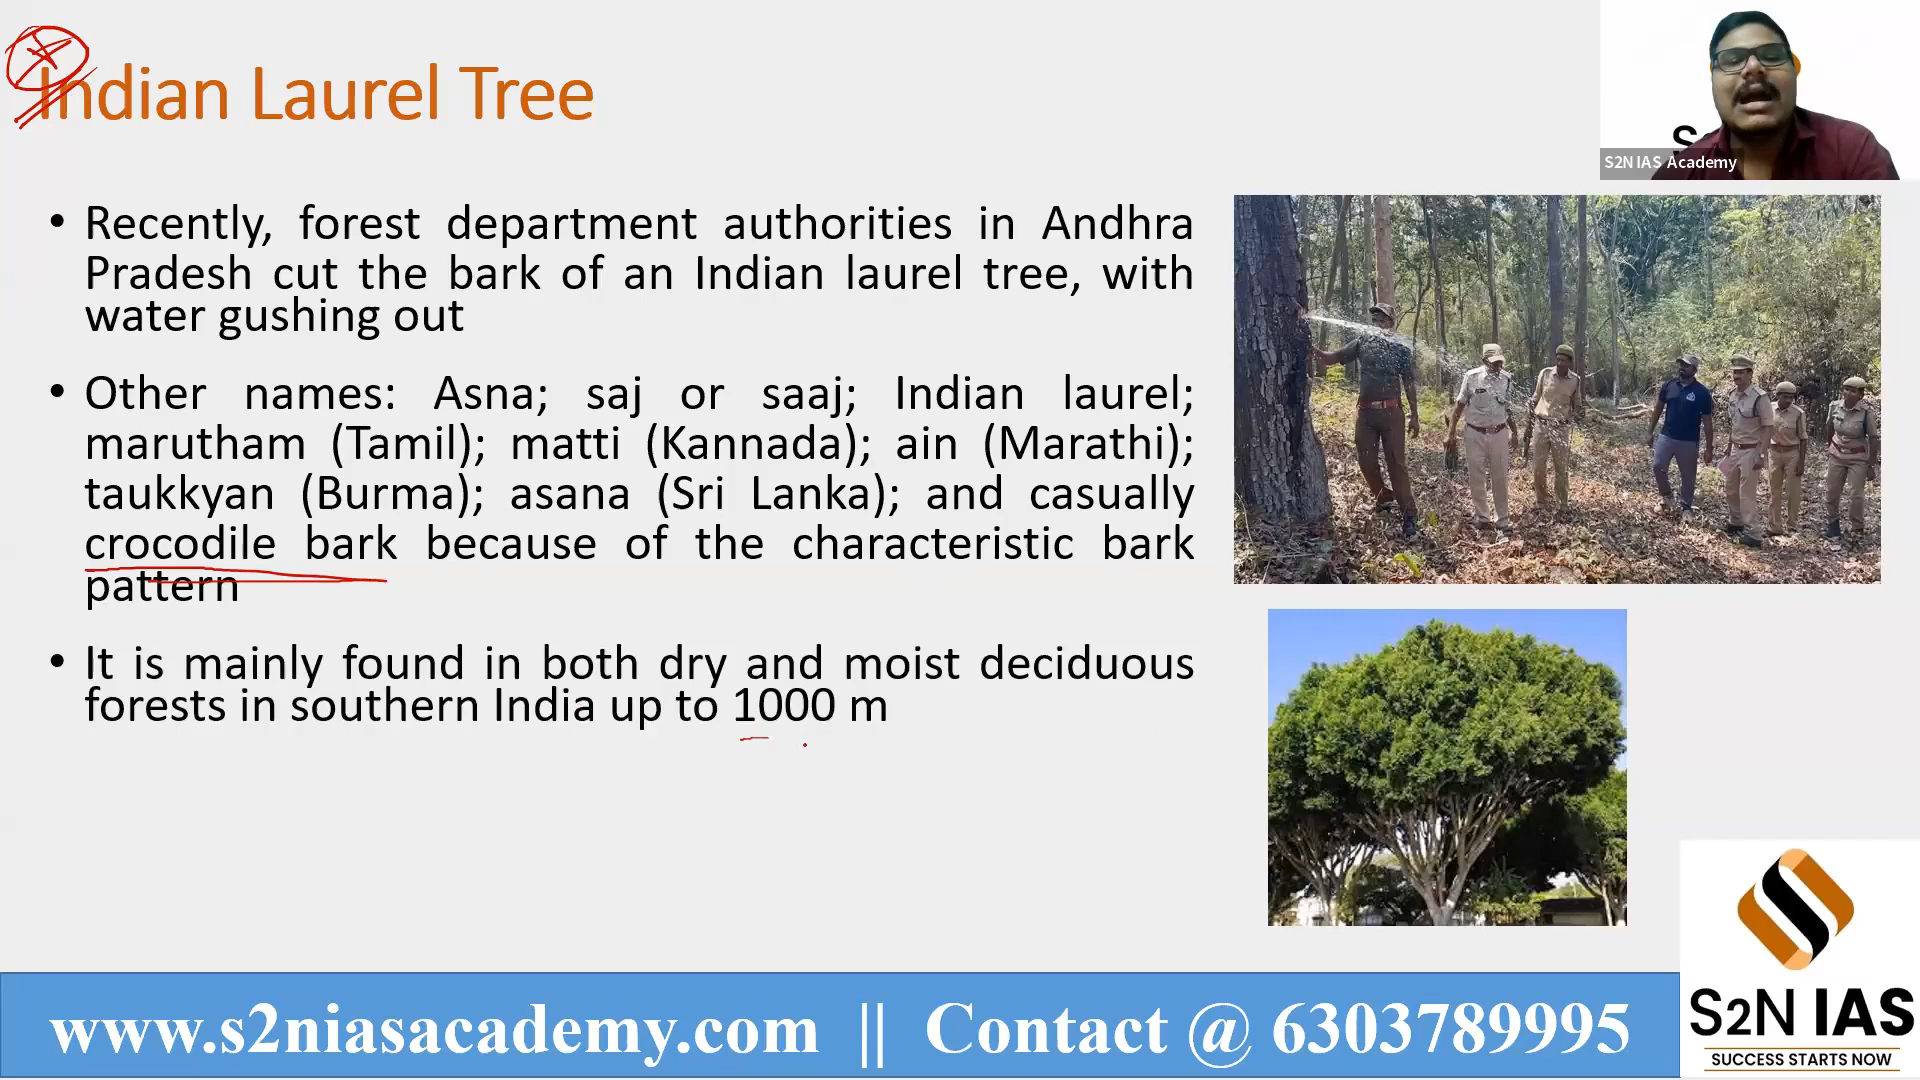 Indian Laurel Tree
S2N IAS Academy
• Recently, forest department authorities in Andhra
Pradesh cut the bark of an Indian laurel tree, with
water gushing out
• Other names: Asna; saj or saaj; Indian laurel;
marutham (Tamil); matti (Kannada); ain (Marathi);
taukkyan (Burma); asana (Sri Lanka); and casually
crocodile bark because of the characteristic bark
pattern
• It is mainly found in both dry and moist deciduous
forests in southern India up to 1000 m
www.s2niasacademy.com || Contact @ 6303789995
S2N IAS
SUCCESS STARTS NOW